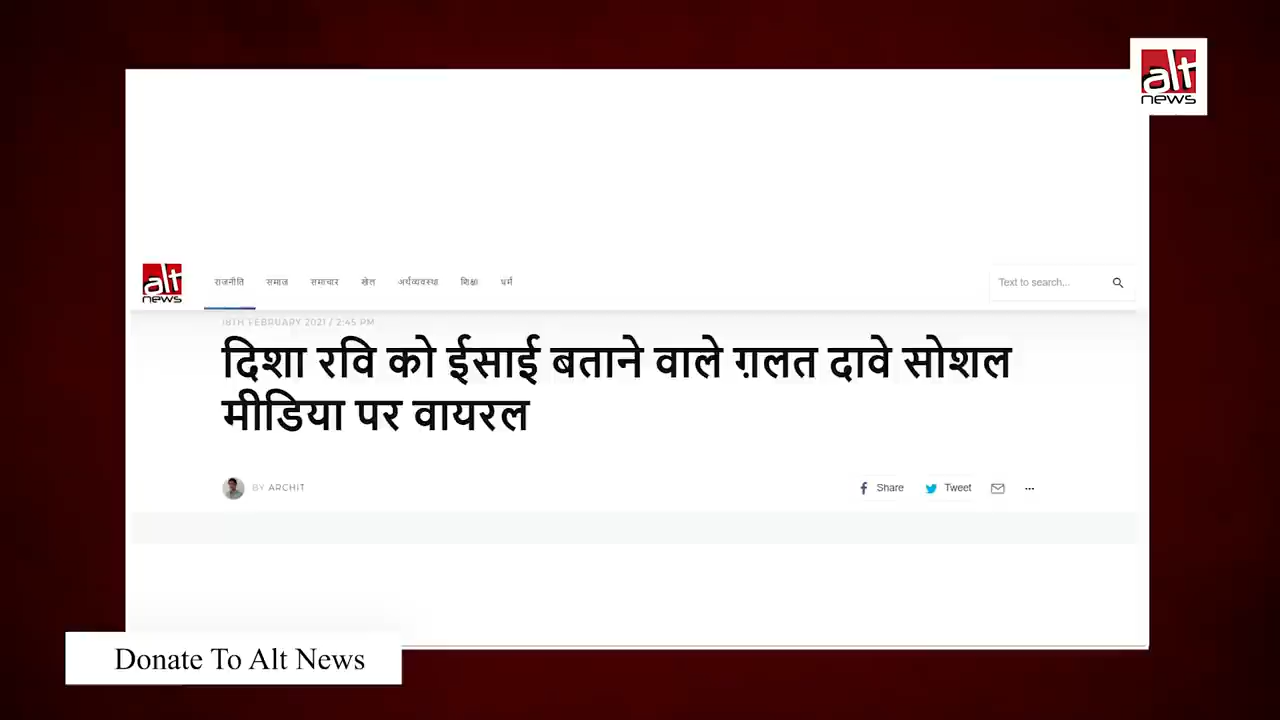 alt
news
alt
news
राजनीति समाज समाचार खेल अर्थव्यवस्था शिक्षा धर्म
Text to search...
18TH FEBRUARY 2021 / 2:45 PM
दिशा रवि को ईसाई बताने वाले ग़लत दावे सोशल
मीडिया पर वायरल
BY ARCHIT
Share Tweet ...
Donate To Alt News